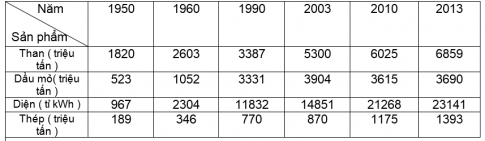 Năm 1950 1960 1990 2003 2010 2013
Sản phẩm
Than ( triệu 1820 2603 3387 5300 6025 6859
tấn )
Dầu mỏ( triệu 523 1052 3331 3904 3615 3690
tấn )
Diện ( tỉ kWh ) 967 2304 11832 14851 21268 23141
Thép ( triệu 189 346 770 870 1175 1393
tấn )